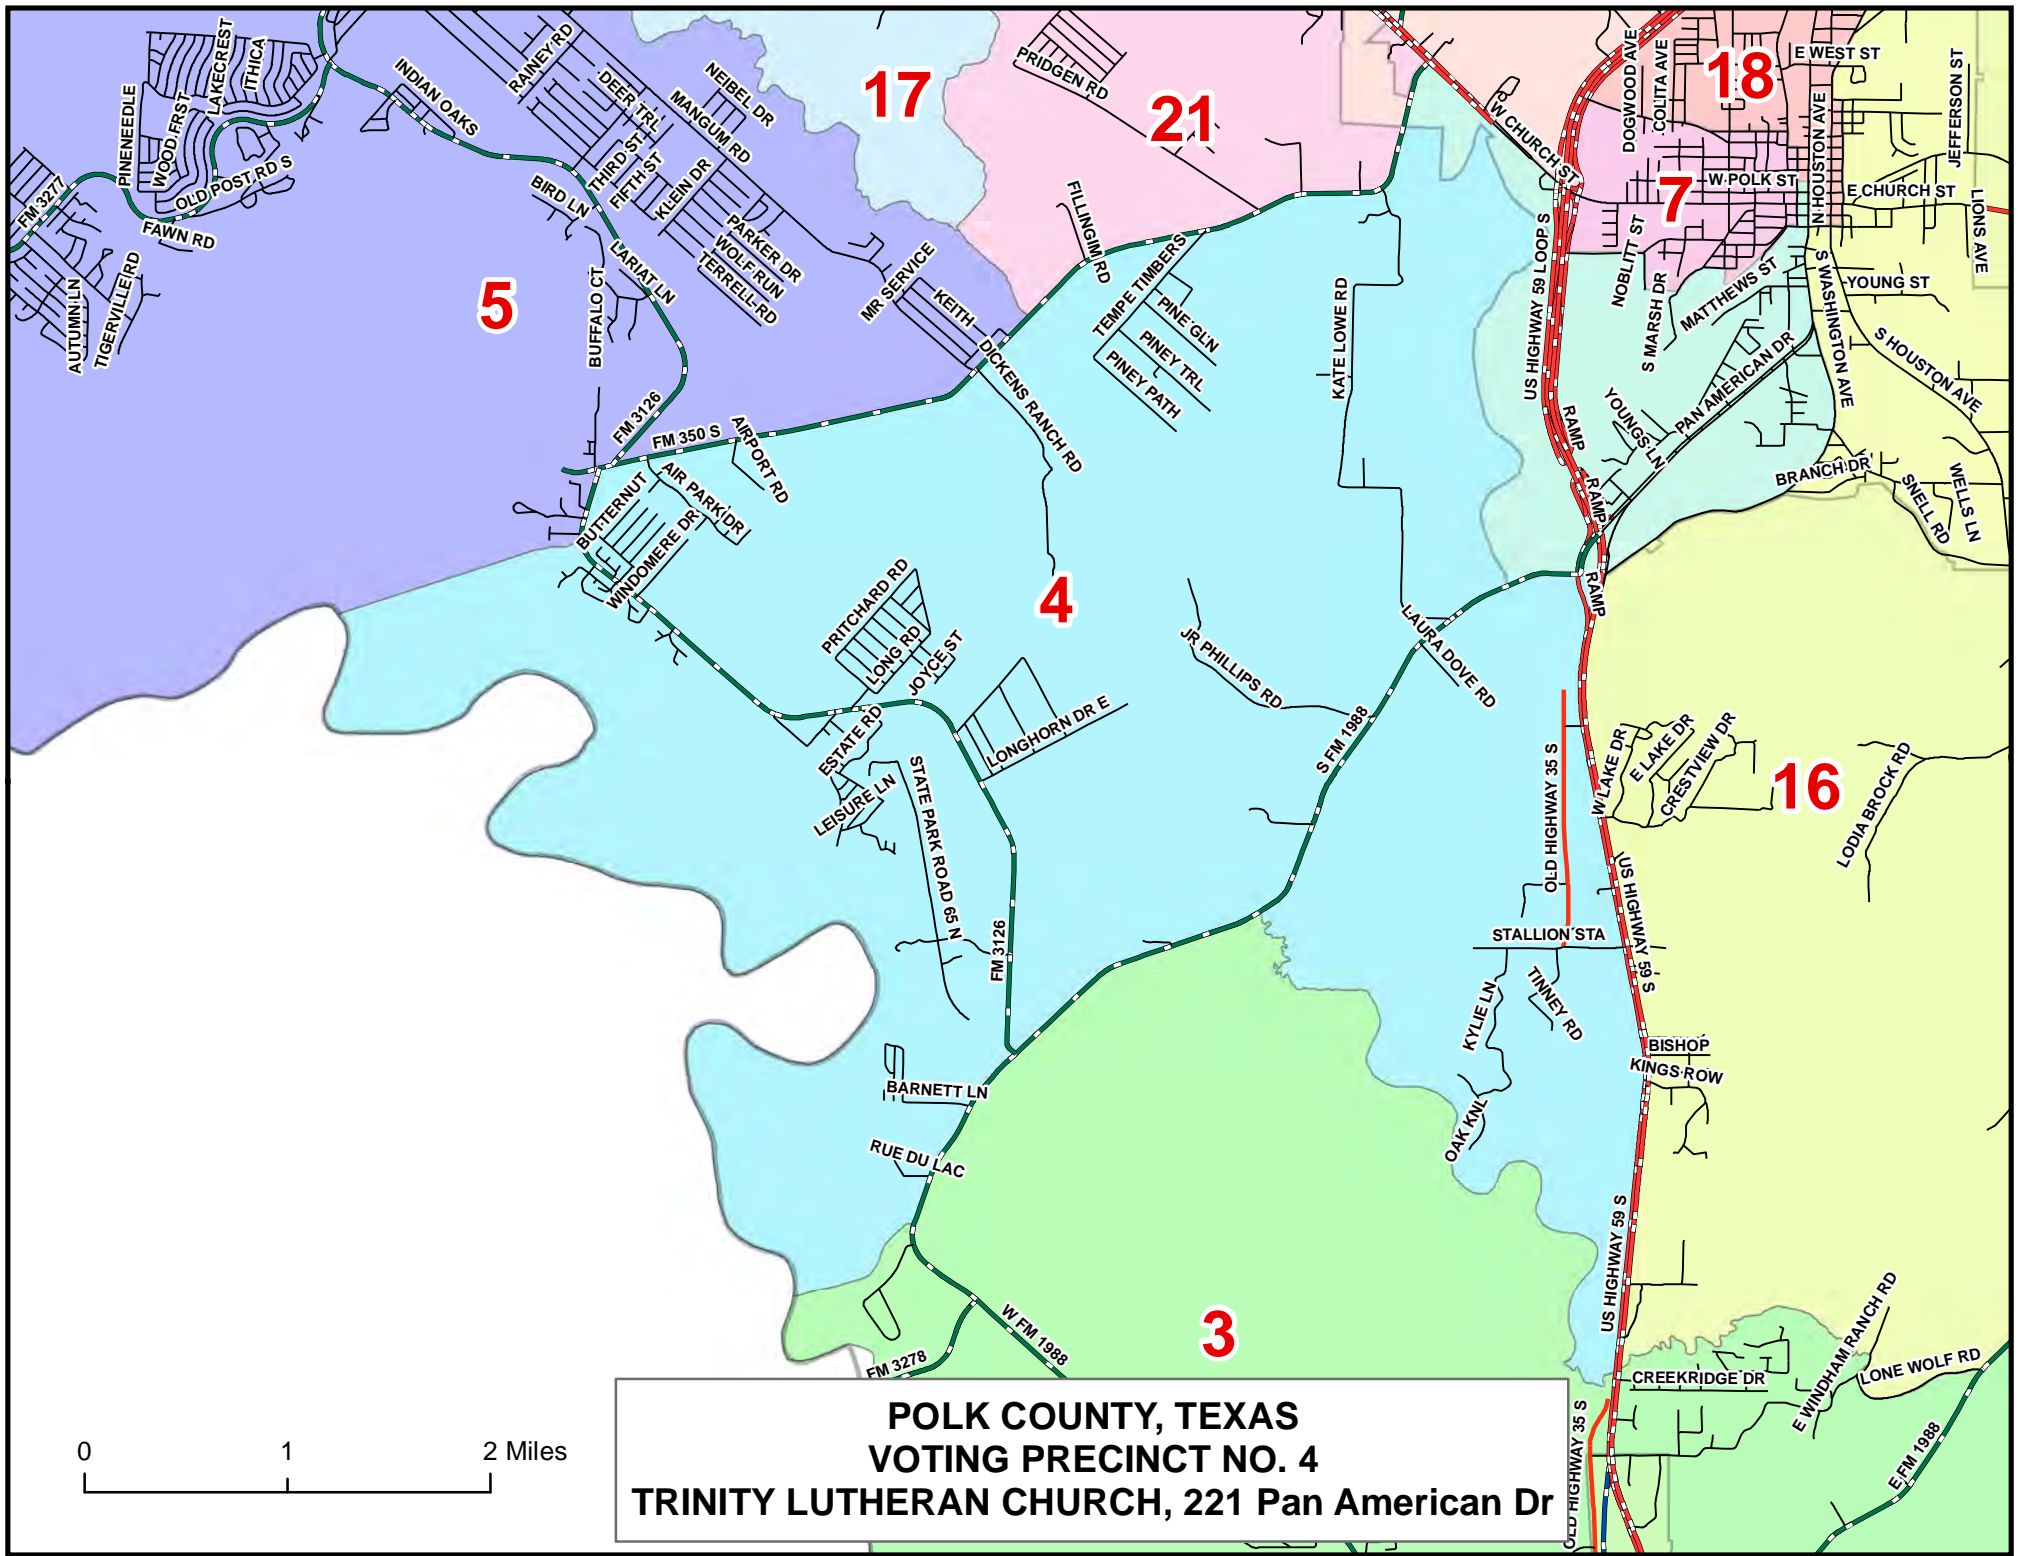 LAKECREST
ITHICA
PINENEEDLE
WOOD FRST
OLD POST RD S
FM 3277
FAWN RD
AUTUMN LN
TIGERVILLE RD
INDIAN OAKS
RAINEY RD
DEER TRL
NEIBEL DR
MANGUM RD
THIRD ST
FIFTH ST
KLEIN DR
BIRD LN
PARKER DR
WOLF RUN
TERRELL RD
LARIAT LN
BUFFALO CT
MR SERVICE
KEITH
5
17
PRIDGEN RD
21
FILLINGIM RD
TEMPE TIMBERS
PINE GLN
PINEY TRL
PINEY PATH
KATE LOWE RD
W CHURCH ST
DOGWOOD AVE
COLITA AVE
18
E WEST ST
JEFFERSON ST
N HOUSTON AVE
W POLK ST
7
E CHURCH ST
LIONS AVE
NOBLITT ST
S MARSH DR
MATTHEWS ST
S WASHINGTON AVE
YOUNG ST
S HOUSTON AVE
US HIGHWAY 59 LOOP S
PAN AMERICAN DR
YOUNGS LN
RAMP
RAMP
RAMP
BRANCH DR
SNELL RD
WELLS LN
DICKENS RANCH RD
FM 3126
FM 350 S
AIRPORT RD
AIR PARK DR
BUTTERNUT
WINDOMERE DR
PRITCHARD RD
LONG RD
JOYCE ST
4
JR PHILLIPS RD
LAURA DOVE RD
LONGHORN DR E
ESTATE RD
LEISURE LN
STATE PARK ROAD 65 N
S FM 1988
OLD HIGHWAY 35 S
W LAKE DR
E LAKE DR
CRESTVIEW DR
16
LODIA BROCK RD
US HIGHWAY 59 S
STALLION STA
FM 3126
KYLIE LN
TINNEY RD
BISHOP
KINGS ROW
OAK KNL
BARNETT LN
RUE DU LAC
US HIGHWAY 59 S
3
W FM 1988
FM 3278
CREEKRIDGE DR
E WINDHAM RANCH RD
LONE WOLF RD
E FM 1988
OLD HIGHWAY 35 S
0 1 2 Miles
POLK COUNTY, TEXAS
VOTING PRECINCT NO. 4
TRINITY LUTHERAN CHURCH, 221 Pan American Dr